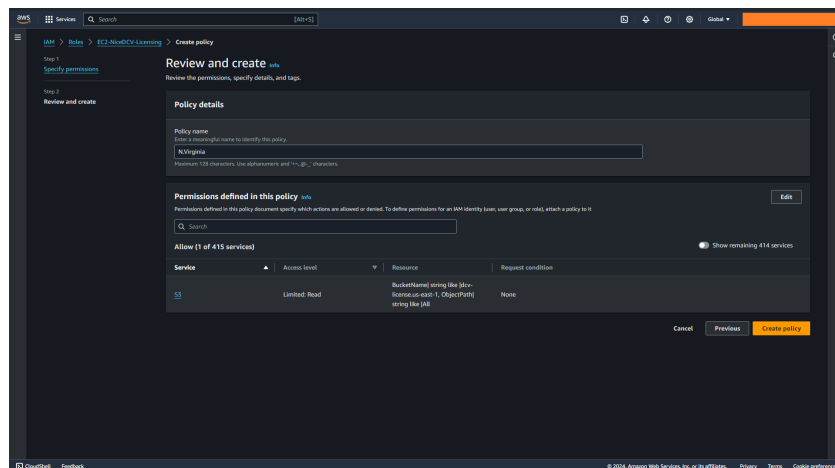 aws Services Search [Alt+S] Global
IAM > Roles > EC2-NiceDCV-Licensing > Create policy
Step 1
Specify permissions
Step 2
Review and create
Review and create Info
Review the permissions, specify details, and tags.
Policy details
Policy name
Enter a meaningful name to identify this policy.
N.Virginia
Maximum 128 characters. Use alphanumeric and '+=,.@-_' characters.
Permissions defined in this policy Info
Edit
Permissions defined in this policy document specify which actions are allowed or denied. To define permissions for an IAM identity (user, user group, or role), attach a policy to it
Search
Allow (1 of 415 services)
Show remaining 414 services
Service Access level Resource Request condition
S3 Limited: Read
BucketName| string like |dcv-
license.us-east-1, ObjectPath|
string like |All
None
Cancel Previous Create policy
CloudShell Feedback © 2024, Amazon Web Services, Inc. or its affiliates. Privacy Terms Cookie preferences